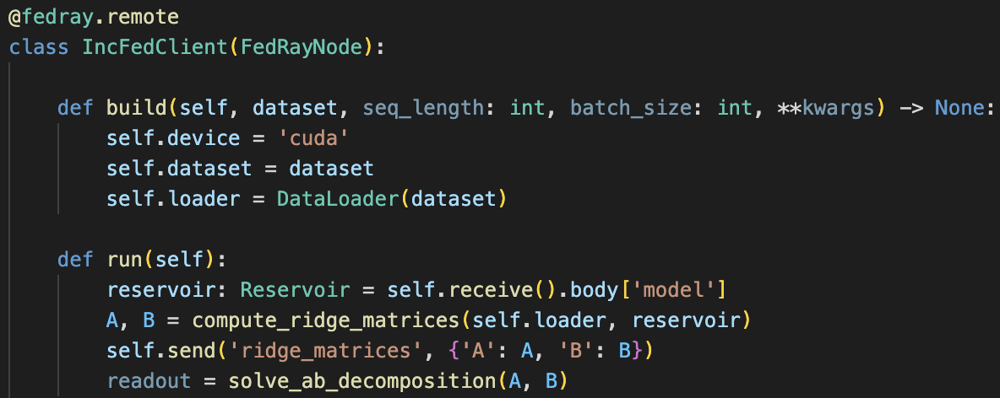 @fedray.remote
class IncFedClient(FedRayNode):
def build(self, dataset, seq_length: int, batch_size: int, **kwargs) -> None:
self.device = 'cuda'
self.dataset = dataset
self.loader = DataLoader(dataset)
def run(self):
reservoir: Reservoir = self.receive().body['model']
A, B = compute_ridge_matrices(self.loader, reservoir)
self.send('ridge_matrices', {'A': A, 'B': B})
readout = solve_ab_decomposition(A, B)